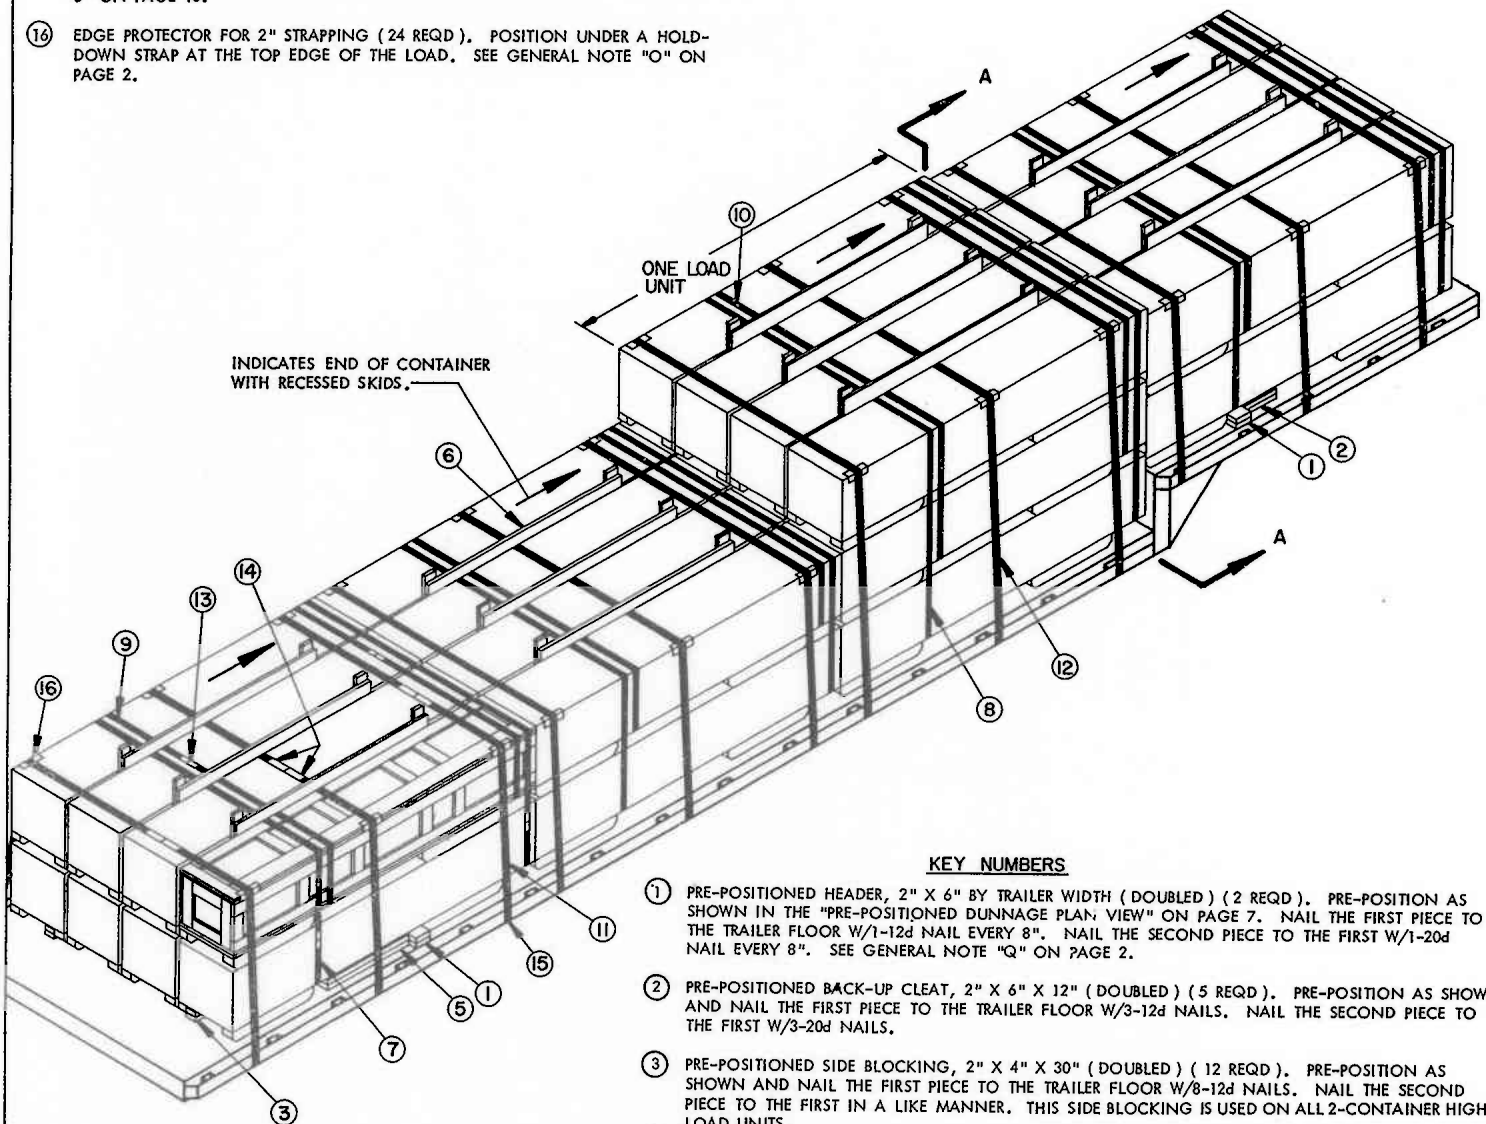 (16) EDGE PROTECTOR FOR 2" STRAPPING (24 REQD). POSITION UNDER A HOLD-
DOWN STRAP AT THE TOP EDGE OF THE LOAD. SEE GENERAL NOTE "O" ON
PAGE 2.
A
10
ONE LOAD
UNIT
INDICATES END OF CONTAINER
WITH RECESSED SKIDS.
6
2
1
A
14
13
9
16
12
8
11
15
1
5
7
3
KEY NUMBERS
(1) PRE-POSITIONED HEADER, 2" X 6" BY TRAILER WIDTH (DOUBLED) (2 REQD). PRE-POSITION AS
SHOWN IN THE "PRE-POSITIONED DUNNAGE PLAN VIEW" ON PAGE 7. NAIL THE FIRST PIECE TO
THE TRAILER FLOOR W/1-12d NAIL EVERY 8". NAIL THE SECOND PIECE TO THE FIRST W/1-20d
NAIL EVERY 8". SEE GENERAL NOTE "Q" ON PAGE 2.
(2) PRE-POSITIONED BACK-UP CLEAT, 2" X 6" X 12" (DOUBLED) (5 REQD). PRE-POSITION AS SHOW
AND NAIL THE FIRST PIECE TO THE TRAILER FLOOR W/3-12d NAILS. NAIL THE SECOND PIECE TO
THE FIRST W/3-20d NAILS.
(3) PRE-POSITIONED SIDE BLOCKING, 2" X 4" X 30" (DOUBLED) (12 REQD). PRE-POSITION AS
SHOWN AND NAIL THE FIRST PIECE TO THE TRAILER FLOOR W/8-12d NAILS. NAIL THE SECOND
PIECE TO THE FIRST IN A LIKE MANNER. THIS SIDE BLOCKING IS USED ON ALL 2-CONTAINER HIGH
LOAD UNITS